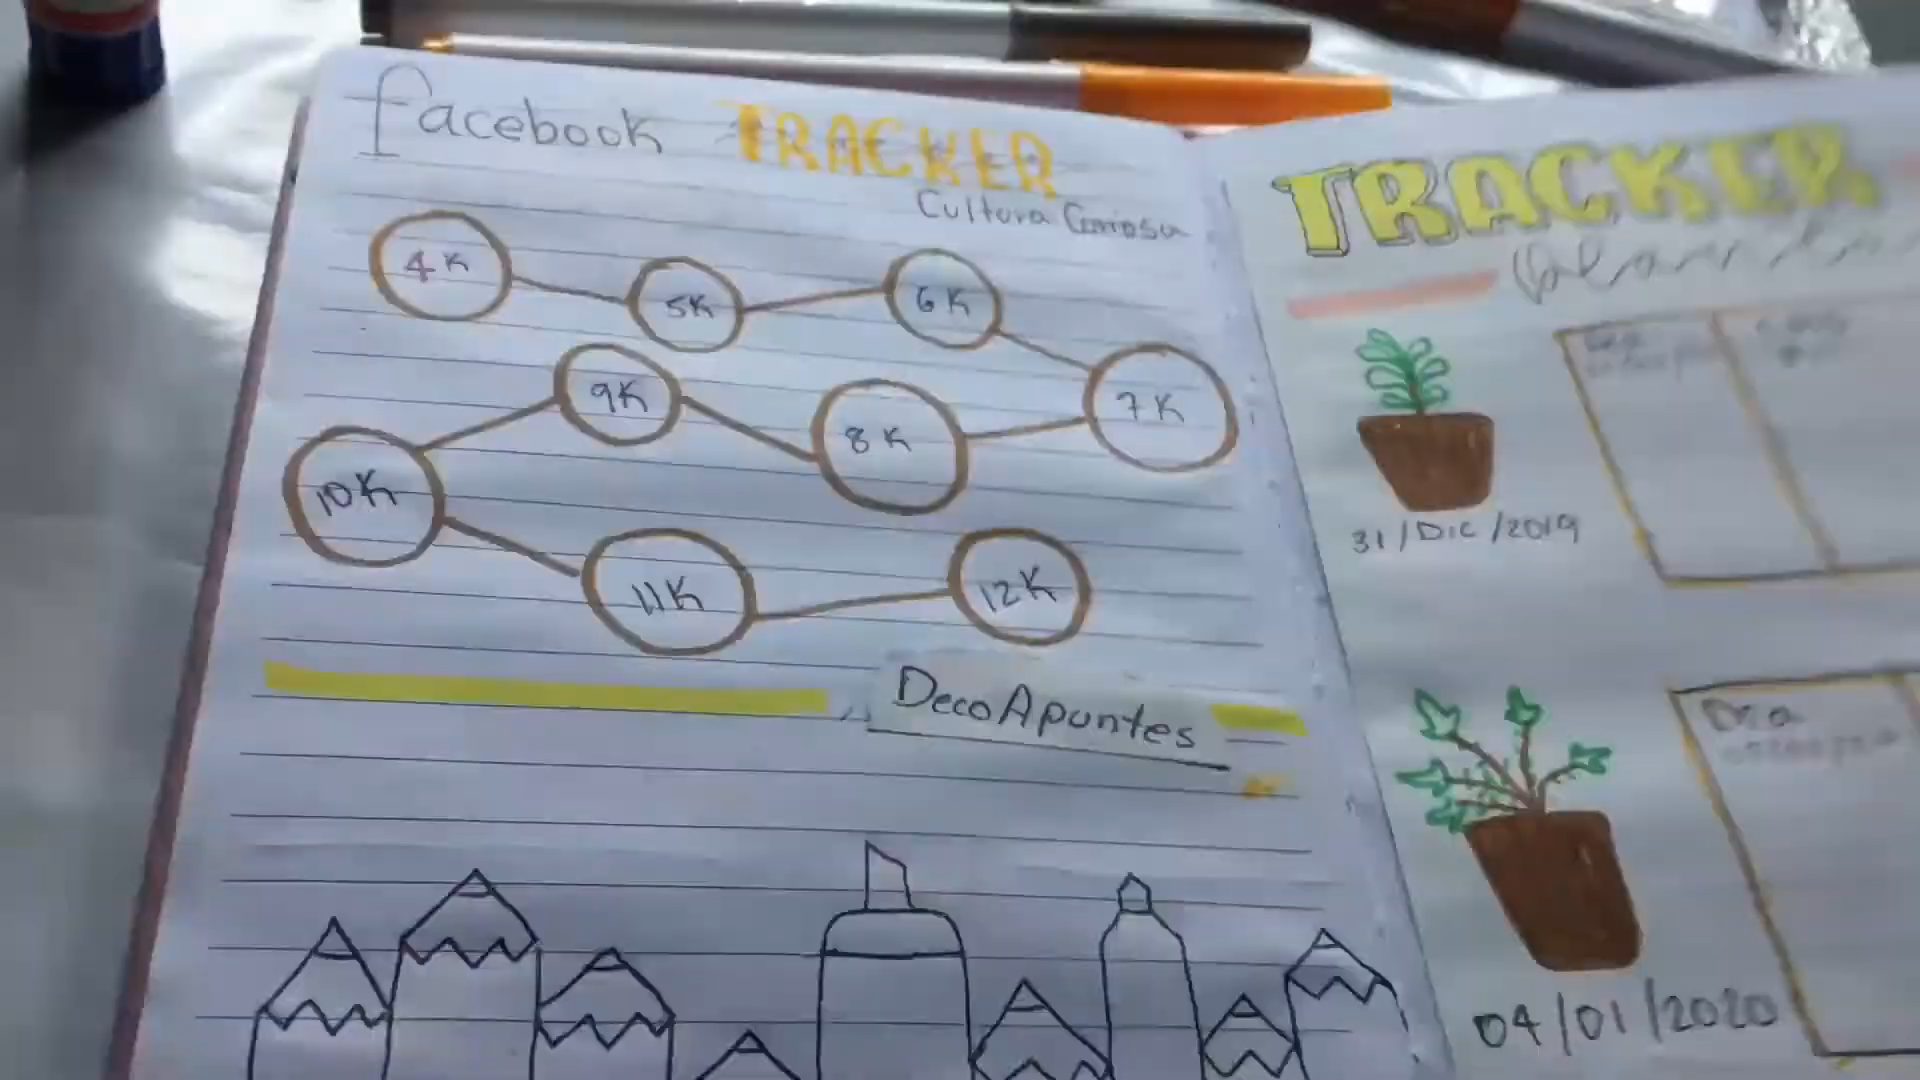 facebook TRACKER
Cultura Curiosa
4K
5K
6K
7K
8K
9K
10K
11K
12K
DecoApuntes
TRACKER
31/Dic/2019
Dia
04/01/2020